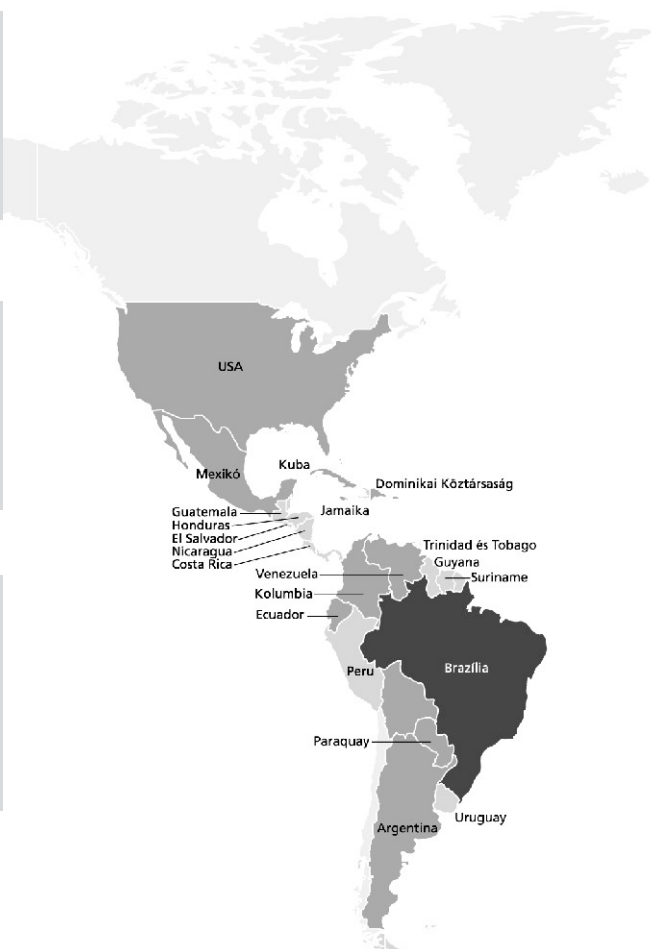 USA
Mexikó
Kuba
Dominikai Köztársaság
Guatemala
Jamaika
Honduras
El Salvador
Nicaragua
Costa Rica
Trinidad és Tobago
Guyana
Venezuela
Suriname
Kolumbia
Ecuador
Peru
Brazília
Paraquay
Uruguay
Argentina